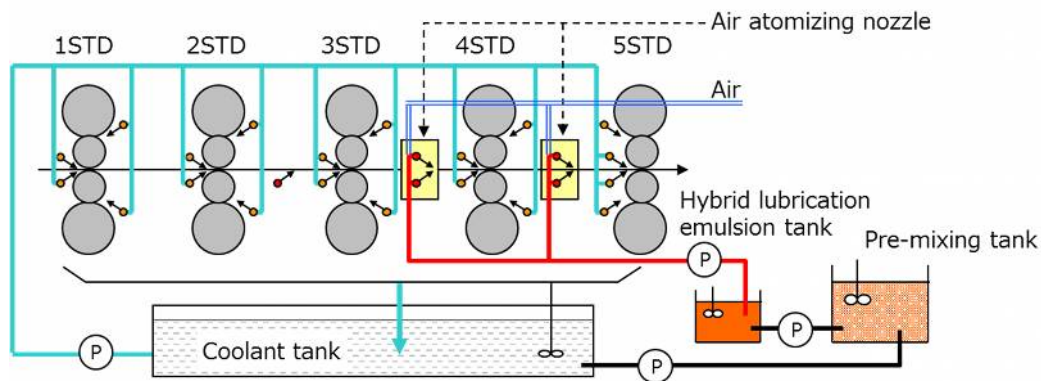 Air atomizing nozzle
1STD
2STD
3STD
4STD
5STD
Air
Hybrid lubrication
emulsion tank
Pre-mixing tank
P
P
Coolant tank
P
P